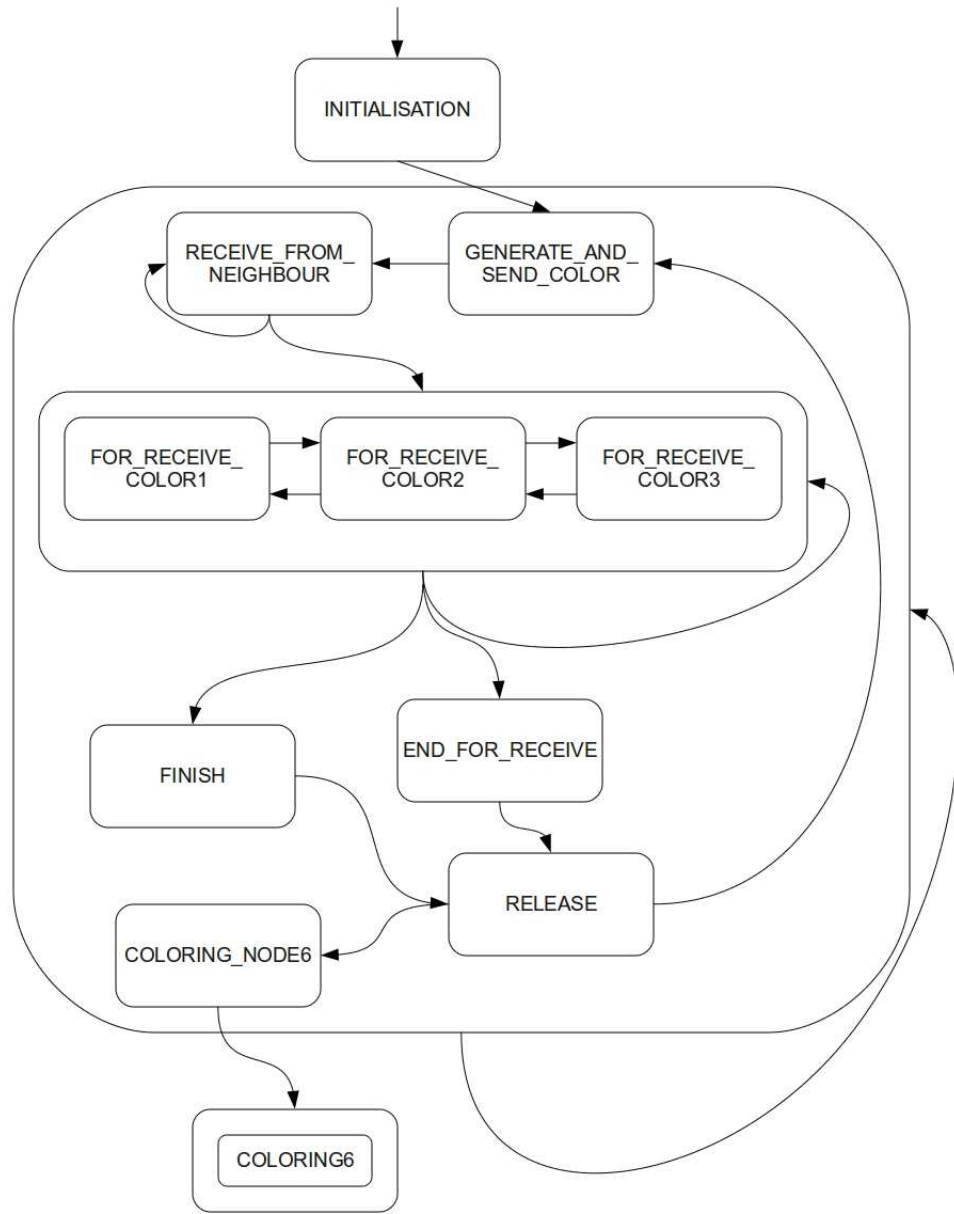 INITIALISATION
RECEIVE_FROM_
NEIGHBOUR
GENERATE_AND_
SEND_COLOR
FOR_RECEIVE_
COLOR1
FOR_RECEIVE_
COLOR2
FOR_RECEIVE_
COLOR3
FINISH
END_FOR_RECEIVE
RELEASE
COLORING_NODE6
COLORING6